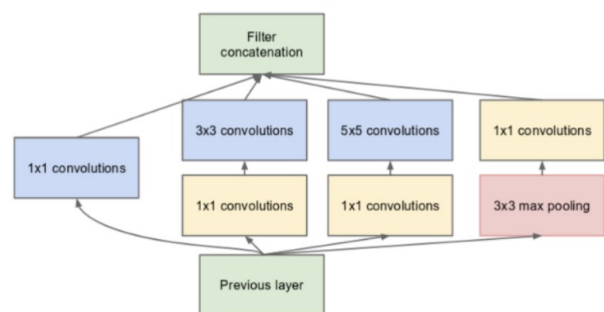 Filter
concatenation
3x3 convolutions
5x5 convolutions
1x1 convolutions
1x1 convolutions
1x1 convolutions
1x1 convolutions
3x3 max pooling
Previous layer